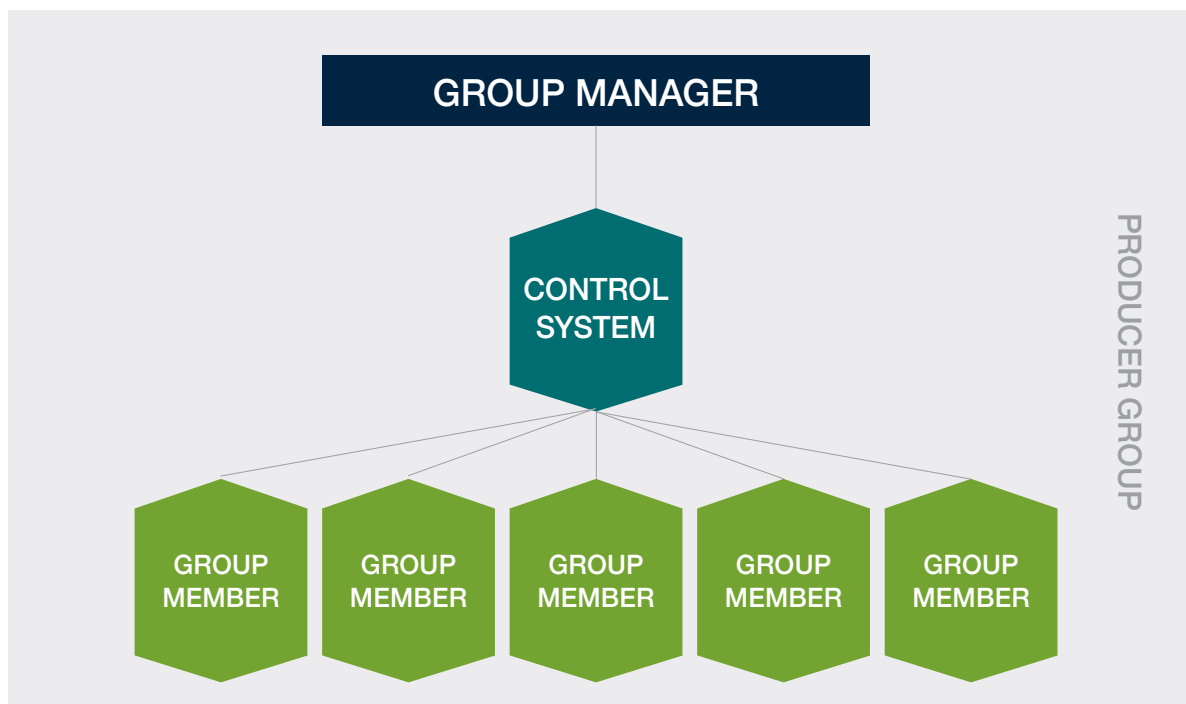 GROUP MANAGER
CONTROL
SYSTEM
PRODUCER GROUP
GROUP
MEMBER
GROUP
MEMBER
GROUP
MEMBER
GROUP
MEMBER
GROUP
MEMBER